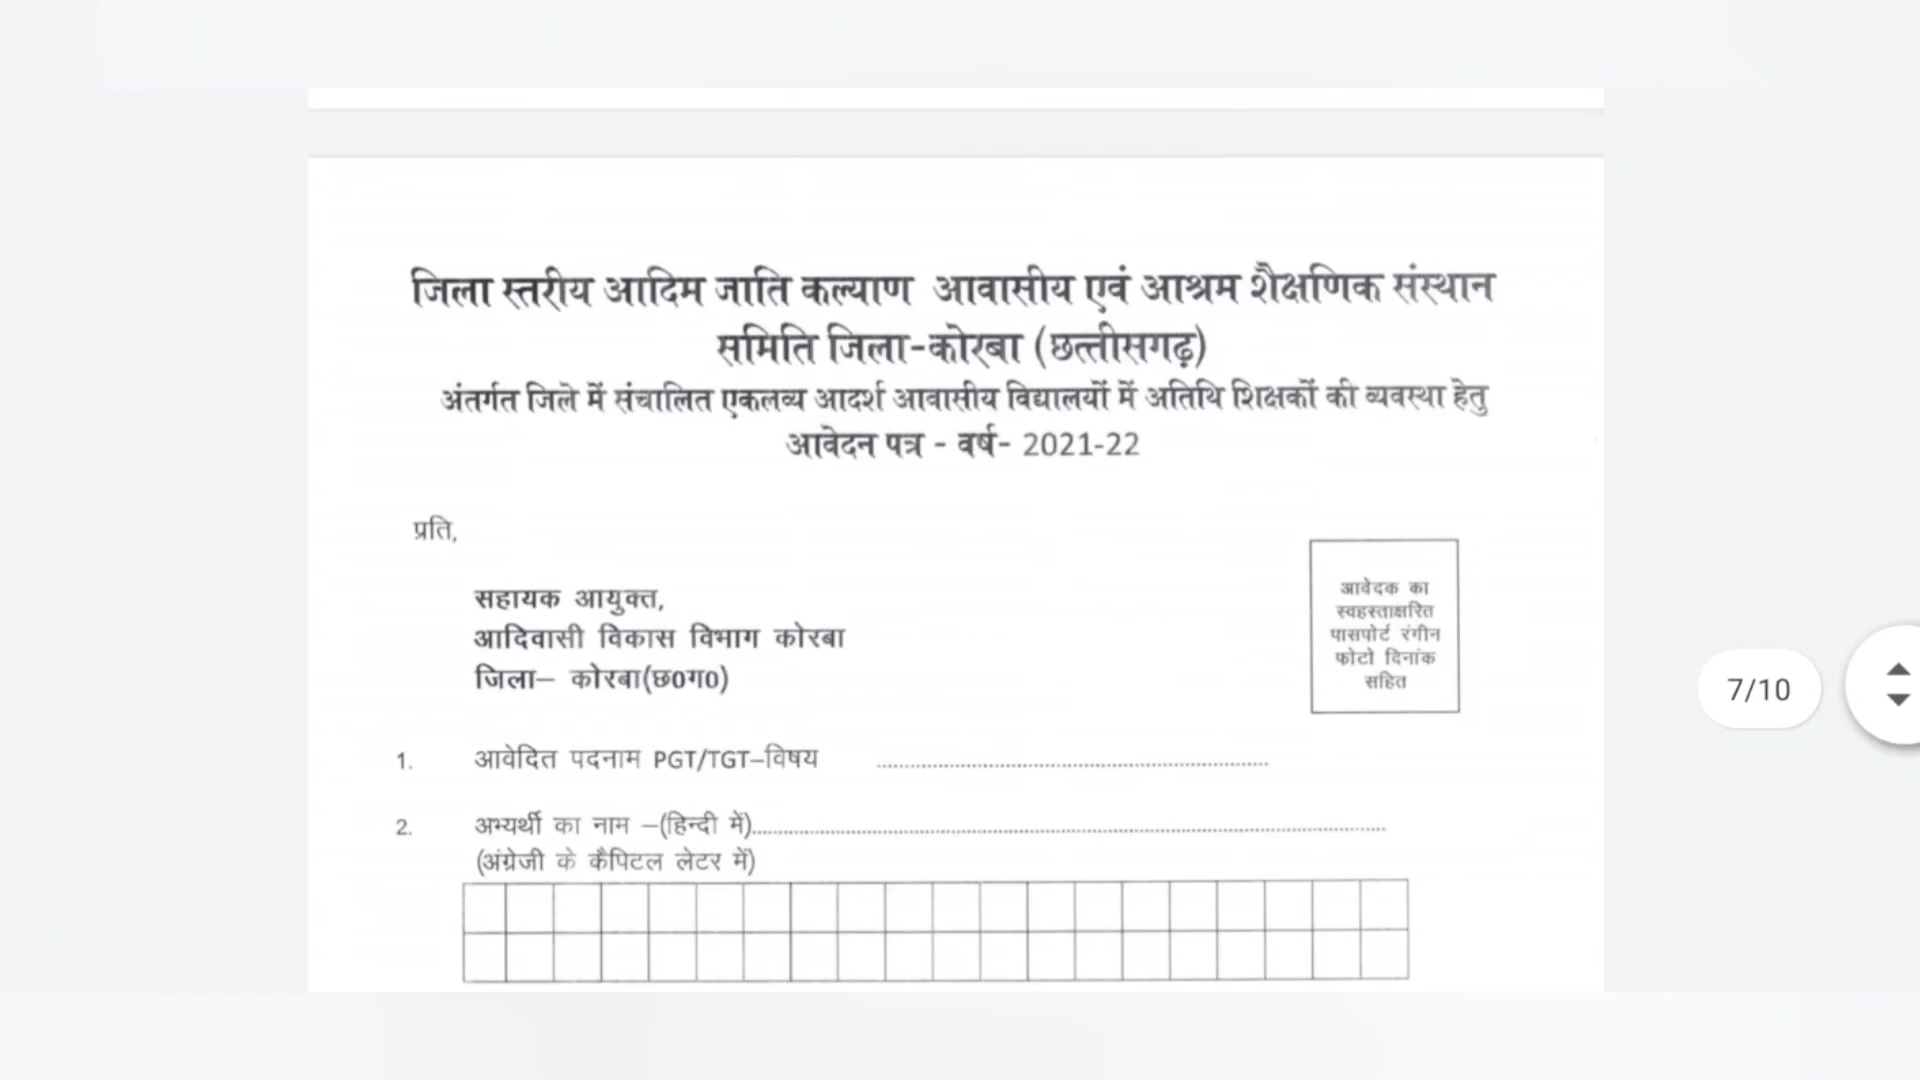 जिला स्तरीय आदिम जाति कल्याण आवासीय एवं आश्रम शैक्षणिक संस्थान
समिति जिला-कोरबा (छत्तीसगढ़)
अंतर्गत जिले में संचालित एकलव्य आदर्श आवासीय विद्यालयों में अतिथि शिक्षकों की व्यवस्था हेतु
आवेदन पत्र - वर्ष- 2021-22
प्रति,
सहायक आयुक्त,
आदिवासी विकास विभाग कोरबा
जिला– कोरबा(छ0ग0)
आवेदक का
स्वहस्ताक्षरित
पासपोर्ट रंगीन
फोटो दिनांक
सहित
7/10
1. आवेदित पदनाम PGT/TGT–विषय ................................................
2. अभ्यर्थी का नाम –(हिन्दी में)................................................
(अंग्रेजी के कैपिटल लेटर में)